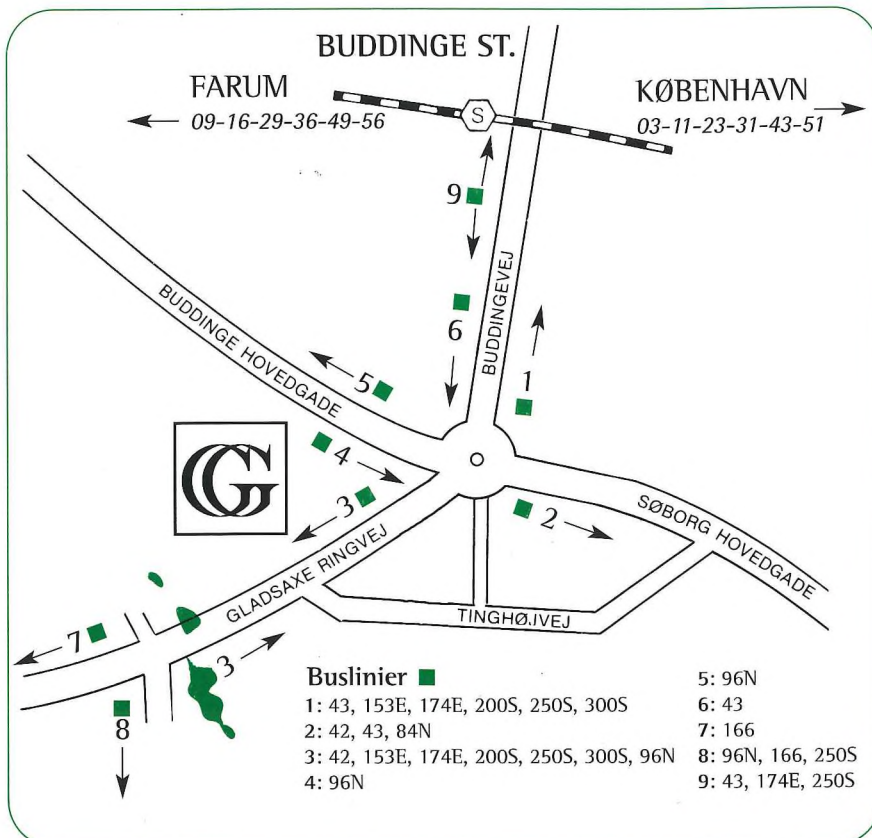 BUDDINGE ST.
FARUM
09-16-29-36-49-56
KØBENHAVN
03-11-23-31-43-51
S
9
6
BUDDINGEVEJ
1
BUDDINGE HOVEDGADE
5
4
GG
3
2
SØBORG HOVEDGADE
GLADSAXE RINGVEJ
TINGHØJVEJ
7
3
8
Buslinier
1: 43, 153E, 174E, 200S, 250S, 300S
2: 42, 43, 84N
3: 42, 153E, 174E, 200S, 250S, 300S, 96N
4: 96N
5: 96N
6: 43
7: 166
8: 96N, 166, 250S
9: 43, 174E, 250S